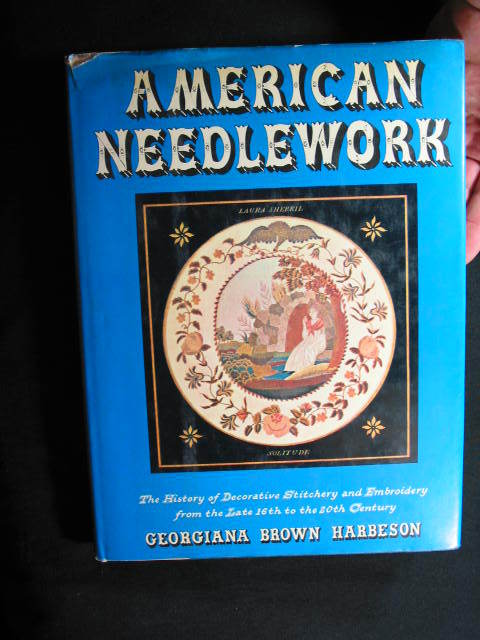 AMERICAN
NEEDLEWORK
LAURA SHERRIL
SOLITUDE
The History of Decorative Stitchery and Embroidery
from the Late 16th to the 20th Century
GEORGIANA BROWN HARBESON